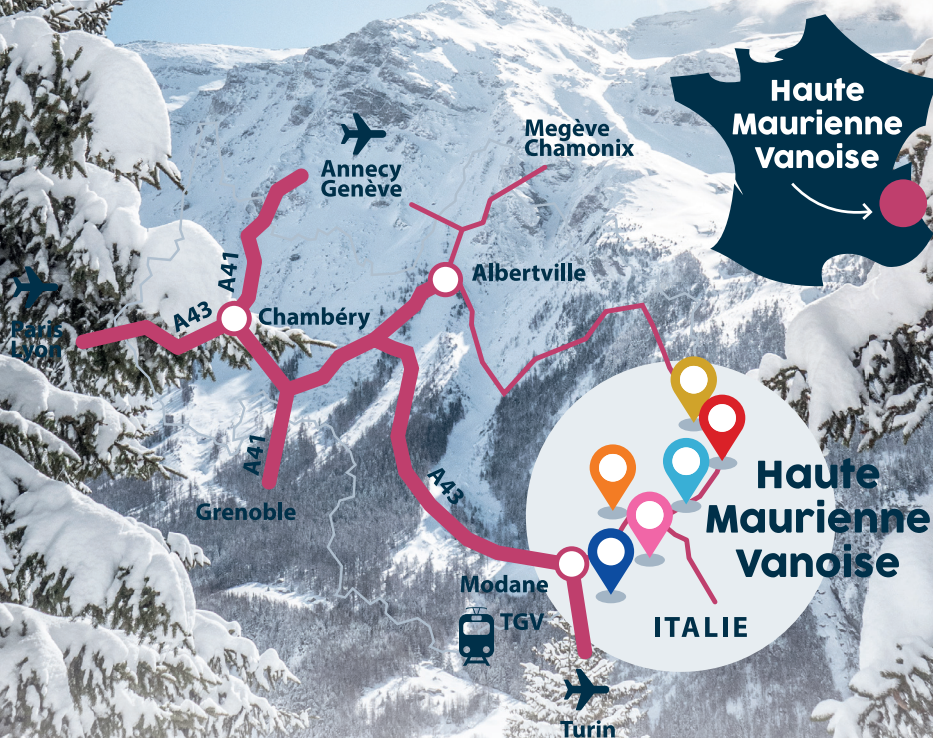 Haute
Maurienne
Vanoise
Megève
Chamonix
Annecy
Genève
A41
Albertville
A43
Chambéry
Paris
Lyon
A41
A43
Grenoble
Haute
Maurienne
Vanoise
Modane
TGV
ITALIE
Turin